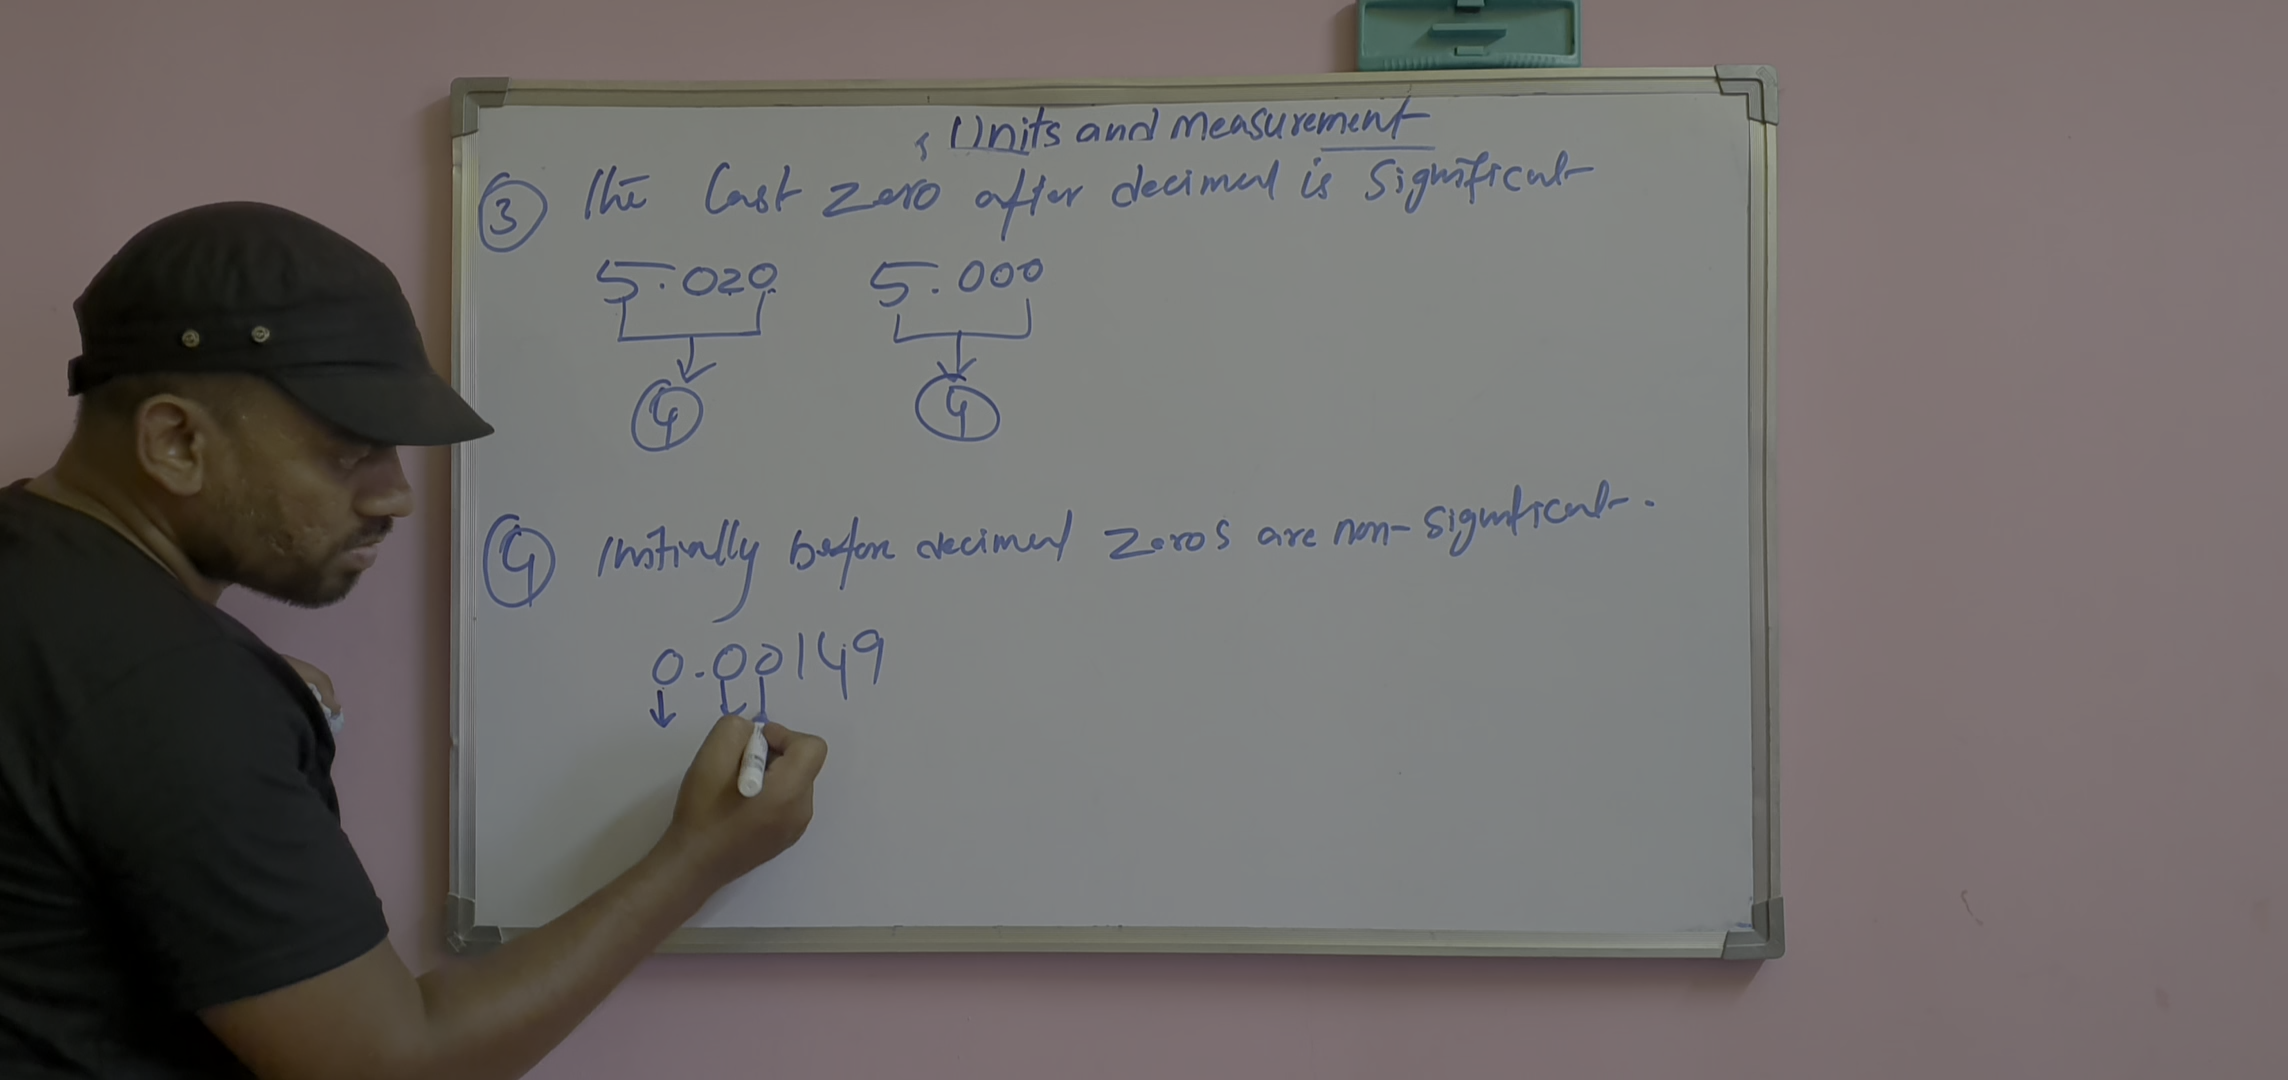 Units and measurement
3 The Last Zero after decimal is Significant
5.020 5.000
4 4
4 Initially before decimal Zeros are non-significant.
0.00149